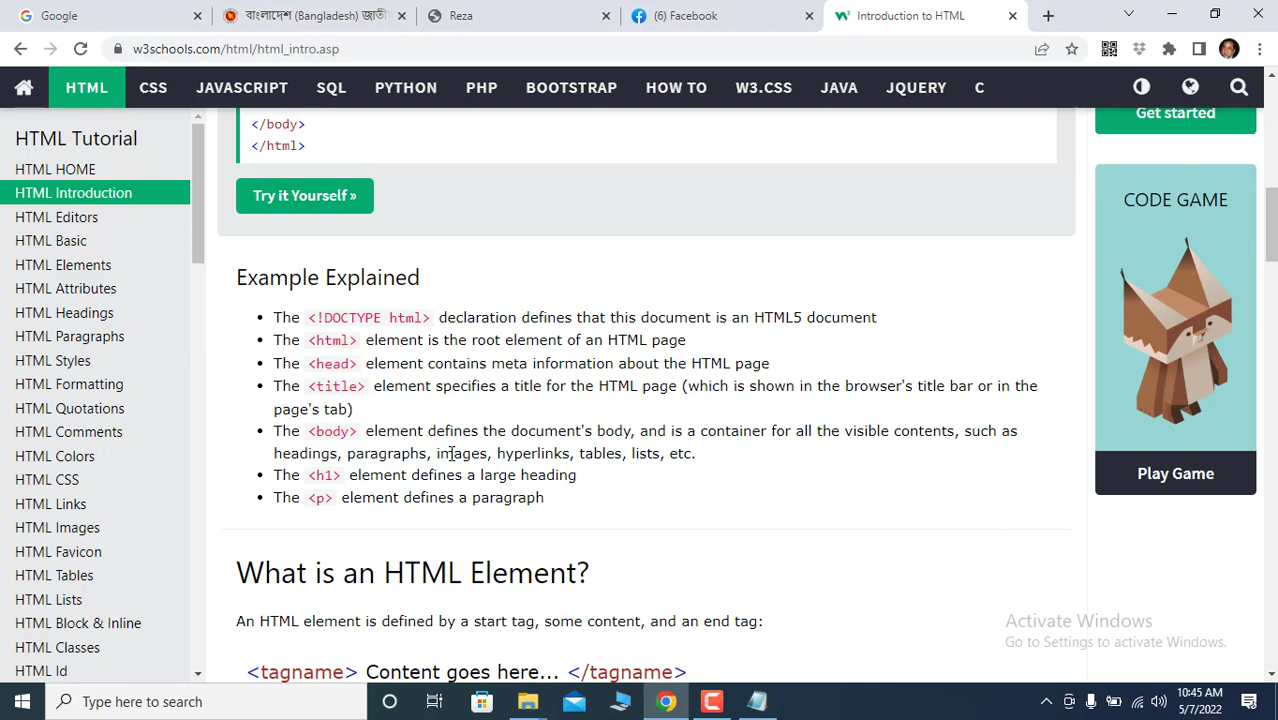 Google
বাংলাদেশ (Bangladesh) জাতী
Reza
(6) Facebook
Introduction to HTML
w3schools.com/html/html_intro.asp
HTML CSS JAVASCRIPT SQL PYTHON PHP BOOTSTRAP HOW TO W3.CSS JAVA JQUERY C
HTML Tutorial
HTML HOME
HTML Introduction
HTML Editors
HTML Basic
HTML Elements
HTML Attributes
HTML Headings
HTML Paragraphs
HTML Styles
HTML Formatting
HTML Quotations
HTML Comments
HTML Colors
HTML CSS
HTML Links
HTML Images
HTML Favicon
HTML Tables
HTML Lists
HTML Block & Inline
HTML Classes
HTML Id
</body>
</html>
Try it Yourself »
Example Explained
• The <!DOCTYPE html> declaration defines that this document is an HTML5 document
• The <html> element is the root element of an HTML page
• The <head> element contains meta information about the HTML page
• The <title> element specifies a title for the HTML page (which is shown in the browser's title bar or in the
page's tab)
• The <body> element defines the document's body, and is a container for all the visible contents, such as
headings, paragraphs, images, hyperlinks, tables, lists, etc.
• The <h1> element defines a large heading
• The <p> element defines a paragraph
What is an HTML Element?
An HTML element is defined by a start tag, some content, and an end tag:
<tagname> Content goes here... </tagname>
Get started
CODE GAME
Play Game
Activate Windows
Go to Settings to activate Windows.
Type here to search
10:45 AM
5/7/2022